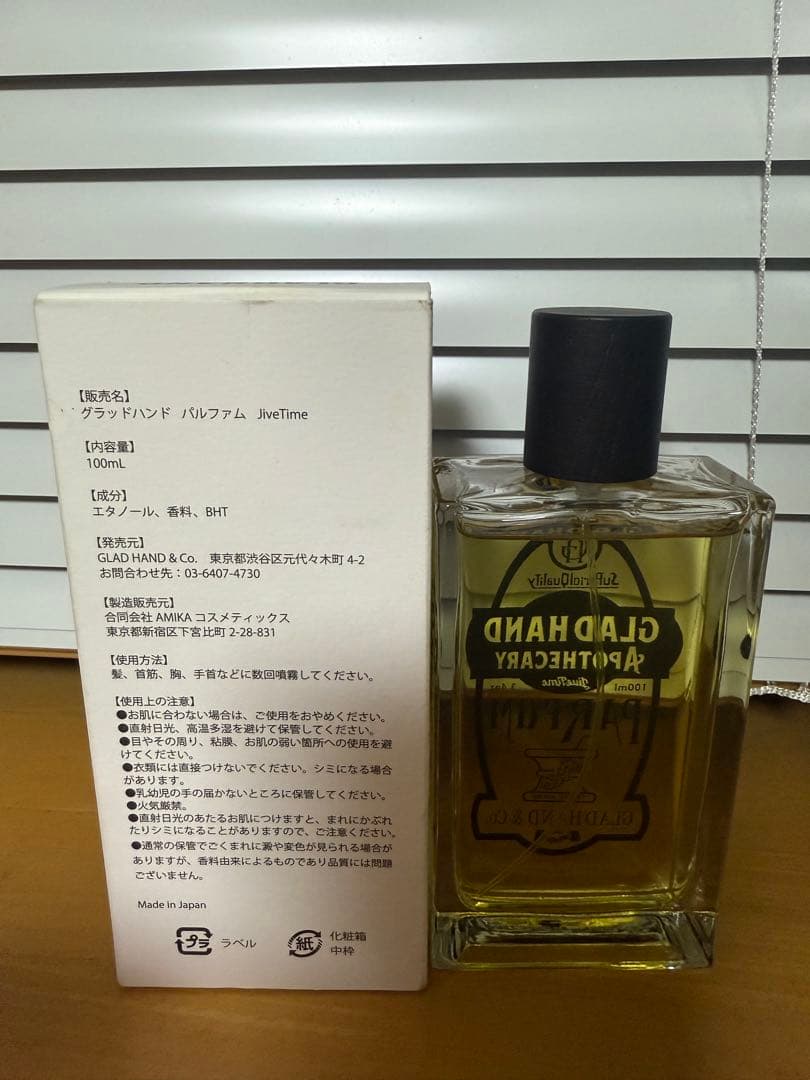 【販売名】
グラッドハンド パルファム JiveTime
【内容量】
100mL
【成分】
エタノール、香料、BHT
【発売元】
GLAD HAND & Co. 東京都渋谷区元代々木町 4-2
お問合わせ先：03-6407-4730
【製造販売元】
合同会社 AMIKA コスメティックス
東京都新宿区下宮比町 2-28-831
【使用方法】
髪、首筋、胸、手首などに数回噴霧してください。
【使用上の注意】
●お肌に合わない場合は、ご使用をおやめください。
●直射日光、高温多湿を避けて保管してください。
●目やその周り、粘膜、お肌の弱い箇所への使用を避
けてください。
●衣類には直接つけないでください。シミになる場合
があります。
●乳幼児の手の届かないところに保管してください。
●火気厳禁。
●直射日光のあたるお肌につけますと、まれにかぶれ
たりシミになることがありますので、ご注意ください。
●通常の保管でごくまれに澱や変色が見られる場合が
ありますが、香料由来によるものであり品質には問題
ございません。
Made in Japan
プラ ラベル
紙 化粧箱
中枠
SuPerialQualiTy
GLAD HAND
APOTHECARY
JiveTime
100ml
PARFUM
GLAD HAND & Co.